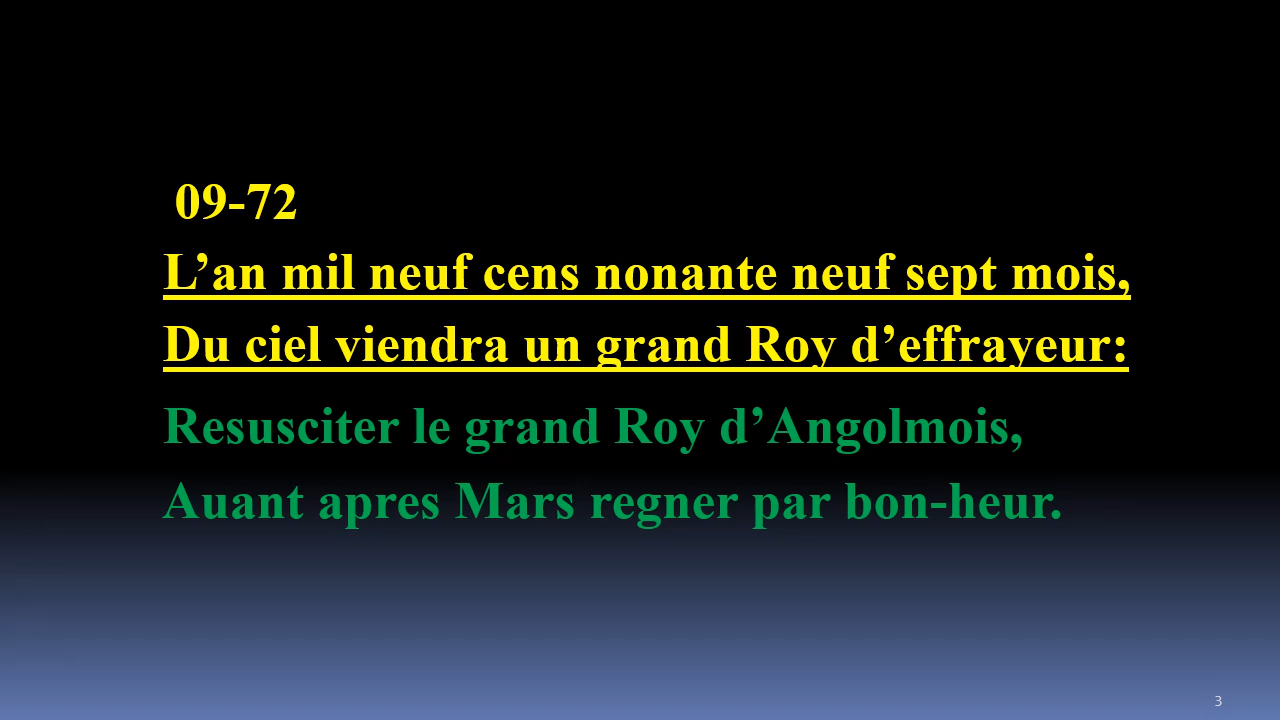 09-72
L’an mil neuf cens nonante neuf sept mois,
Du ciel viendra un grand Roy d’effrayeur:
Resusciter le grand Roy d’Angolmois,
Auant apres Mars regner par bon-heur.
3